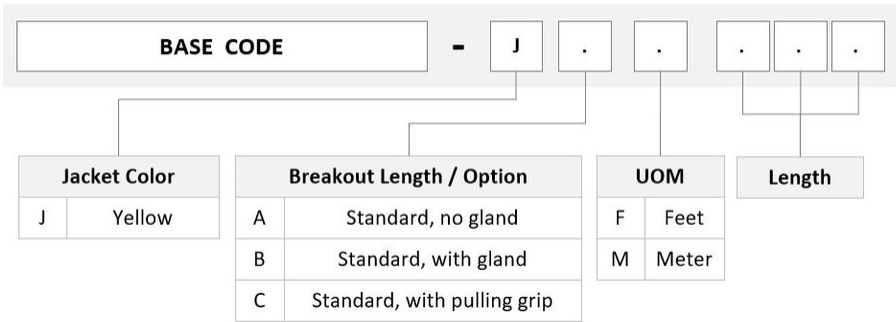 BASE CODE - J . . . . .
Jacket Color
J Yellow
Breakout Length / Option
A Standard, no gland
B Standard, with gland
C Standard, with pulling grip
UOM
F Feet
M Meter
Length